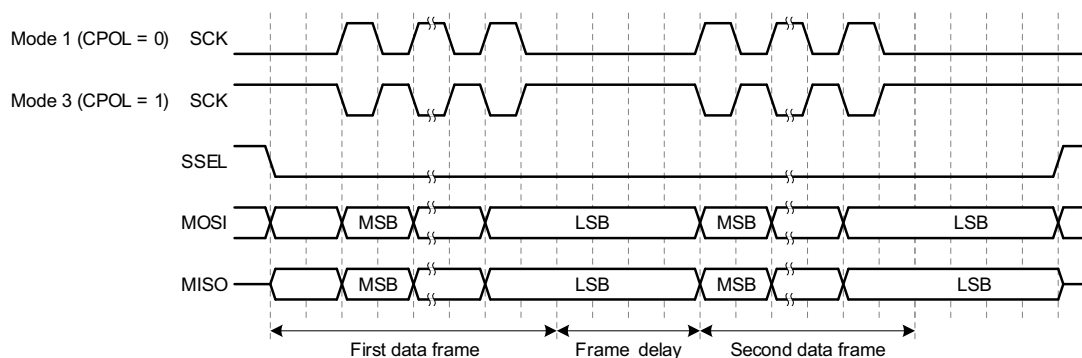 Mode 1 (CPOL = 0) SCK
Mode 3 (CPOL = 1) SCK
SSEL
MOSI MSB LSB MSB LSB
MISO MSB LSB MSB LSB
First data frame Frame delay Second data frame